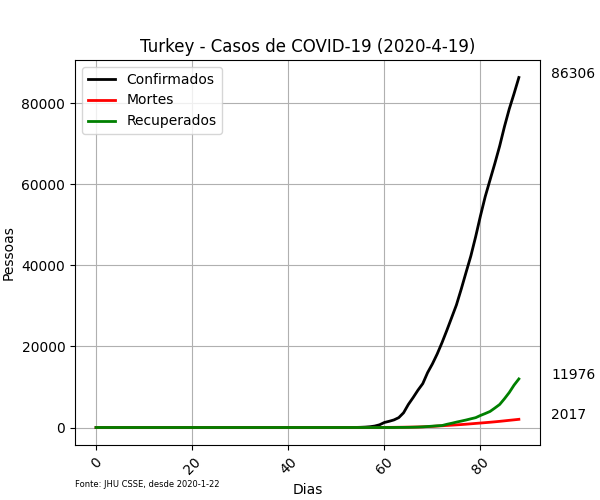 Turkey - Casos de COVID-19 (2020-4-19)
Confirmados
Mortes
Recuperados
86306
11976
2017
80000
60000
40000
20000
0
Pessoas
0 20 40 60 80
Dias
Fonte: JHU CSSE, desde 2020-1-22